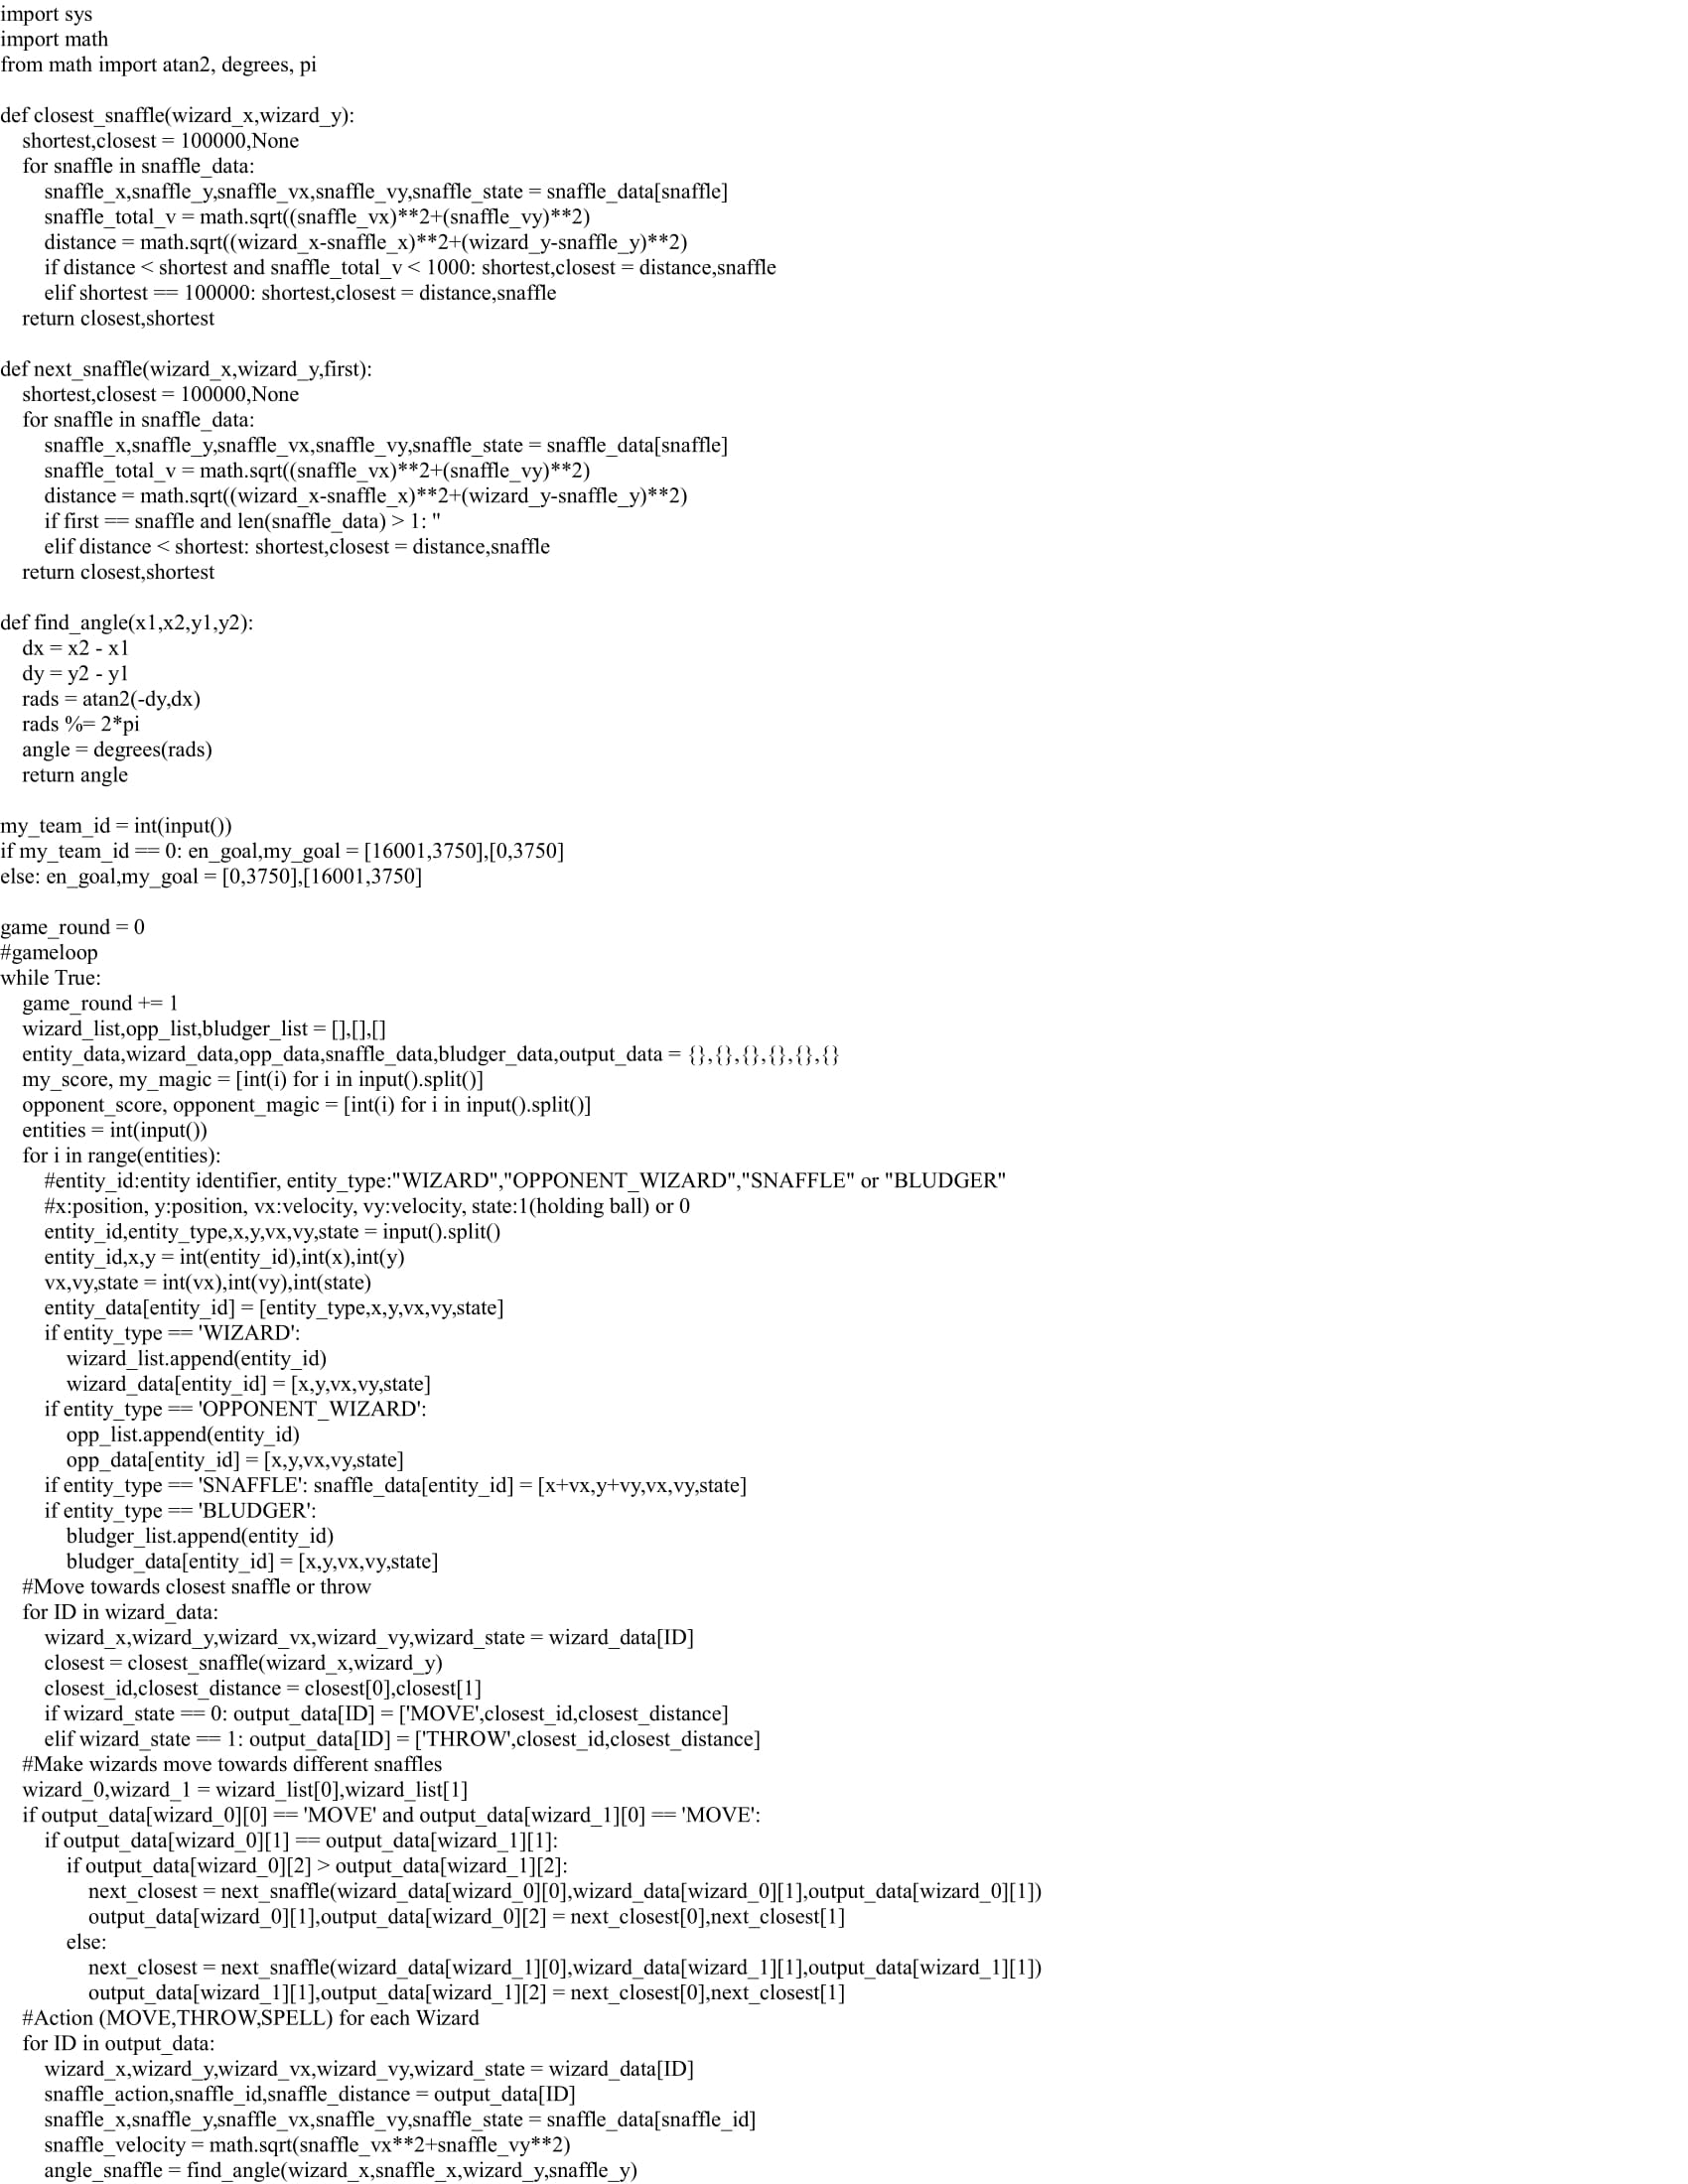 import sys
import math
from math import atan2, degrees, pi

def closest_snaffle(wizard_x,wizard_y):
    shortest,closest = 100000,None
    for snaffle in snaffle_data:
        snaffle_x,snaffle_y,snaffle_vx,snaffle_vy,snaffle_state = snaffle_data[snaffle]
        snaffle_total_v = math.sqrt((snaffle_vx)**2+(snaffle_vy)**2)
        distance = math.sqrt((wizard_x-snaffle_x)**2+(wizard_y-snaffle_y)**2)
        if distance < shortest and snaffle_total_v < 1000: shortest,closest = distance,snaffle
        elif shortest == 100000: shortest,closest = distance,snaffle
    return closest,shortest

def next_snaffle(wizard_x,wizard_y,first):
    shortest,closest = 100000,None
    for snaffle in snaffle_data:
        snaffle_x,snaffle_y,snaffle_vx,snaffle_vy,snaffle_state = snaffle_data[snaffle]
        snaffle_total_v = math.sqrt((snaffle_vx)**2+(snaffle_vy)**2)
        distance = math.sqrt((wizard_x-snaffle_x)**2+(wizard_y-snaffle_y)**2)
        if first == snaffle and len(snaffle_data) > 1: ''
        elif distance < shortest: shortest,closest = distance,snaffle
    return closest,shortest

def find_angle(x1,x2,y1,y2):
    dx = x2 - x1
    dy = y2 - y1
    rads = atan2(-dy,dx)
    rads %= 2*pi
    angle = degrees(rads)
    return angle

my_team_id = int(input())
if my_team_id == 0: en_goal,my_goal = [16001,3750],[0,3750]
else: en_goal,my_goal = [0,3750],[16001,3750]

game_round = 0
#gameloop
while True:
    game_round += 1
    wizard_list,opp_list,bludger_list = [],[],[]
    entity_data,wizard_data,opp_data,snaffle_data,bludger_data,output_data = {},{},{},{},{},{}
    my_score, my_magic = [int(i) for i in input().split()]
    opponent_score, opponent_magic = [int(i) for i in input().split()]
    entities = int(input())
    for i in range(entities):
        #entity_id:entity identifier, entity_type:"WIZARD","OPPONENT_WIZARD","SNAFFLE" or "BLUDGER"
        #x:position, y:position, vx:velocity, vy:velocity, state:1(holding ball) or 0
        entity_id,entity_type,x,y,vx,vy,state = input().split()
        entity_id,x,y = int(entity_id),int(x),int(y)
        vx,vy,state = int(vx),int(vy),int(state)
        entity_data[entity_id] = [entity_type,x,y,vx,vy,state]
        if entity_type == 'WIZARD':
            wizard_list.append(entity_id)
            wizard_data[entity_id] = [x,y,vx,vy,state]
        if entity_type == 'OPPONENT_WIZARD':
            opp_list.append(entity_id)
            opp_data[entity_id] = [x,y,vx,vy,state]
        if entity_type == 'SNAFFLE': snaffle_data[entity_id] = [x+vx,y+vy,vx,vy,state]
        if entity_type == 'BLUDGER':
            bludger_list.append(entity_id)
            bludger_data[entity_id] = [x,y,vx,vy,state]
    #Move towards closest snaffle or throw
    for ID in wizard_data:
        wizard_x,wizard_y,wizard_vx,wizard_vy,wizard_state = wizard_data[ID]
        closest = closest_snaffle(wizard_x,wizard_y)
        closest_id,closest_distance = closest[0],closest[1]
        if wizard_state == 0: output_data[ID] = ['MOVE',closest_id,closest_distance]
        elif wizard_state == 1: output_data[ID] = ['THROW',closest_id,closest_distance]
    #Make wizards move towards different snaffles
    wizard_0,wizard_1 = wizard_list[0],wizard_list[1]
    if output_data[wizard_0][0] == 'MOVE' and output_data[wizard_1][0] == 'MOVE':
        if output_data[wizard_0][1] == output_data[wizard_1][1]:
            if output_data[wizard_0][2] > output_data[wizard_1][2]:
                next_closest = next_snaffle(wizard_data[wizard_0][0],wizard_data[wizard_0][1],output_data[wizard_0][1])
                output_data[wizard_0][1],output_data[wizard_0][2] = next_closest[0],next_closest[1]
            else:
                next_closest = next_snaffle(wizard_data[wizard_1][0],wizard_data[wizard_1][1],output_data[wizard_1][1])
                output_data[wizard_1][1],output_data[wizard_1][2] = next_closest[0],next_closest[1]
    #Action (MOVE,THROW,SPELL) for each Wizard
    for ID in output_data:
        wizard_x,wizard_y,wizard_vx,wizard_vy,wizard_state = wizard_data[ID]
        snaffle_action,snaffle_id,snaffle_distance = output_data[ID]
        snaffle_x,snaffle_y,snaffle_vx,snaffle_vy,snaffle_state = snaffle_data[snaffle_id]
        snaffle_velocity = math.sqrt(snaffle_vx**2+snaffle_vy**2)
        angle_snaffle = find_angle(wizard_x,snaffle_x,wizard_y,snaffle_y)